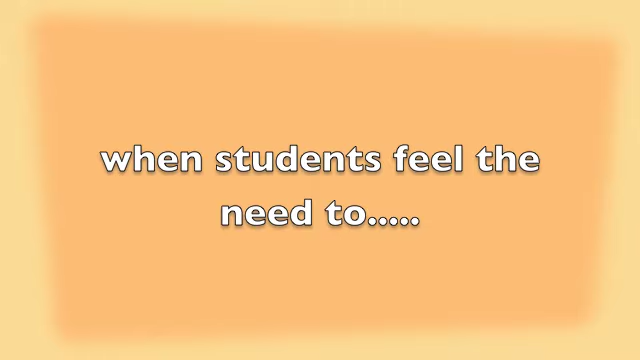 when students feel the
need to.....